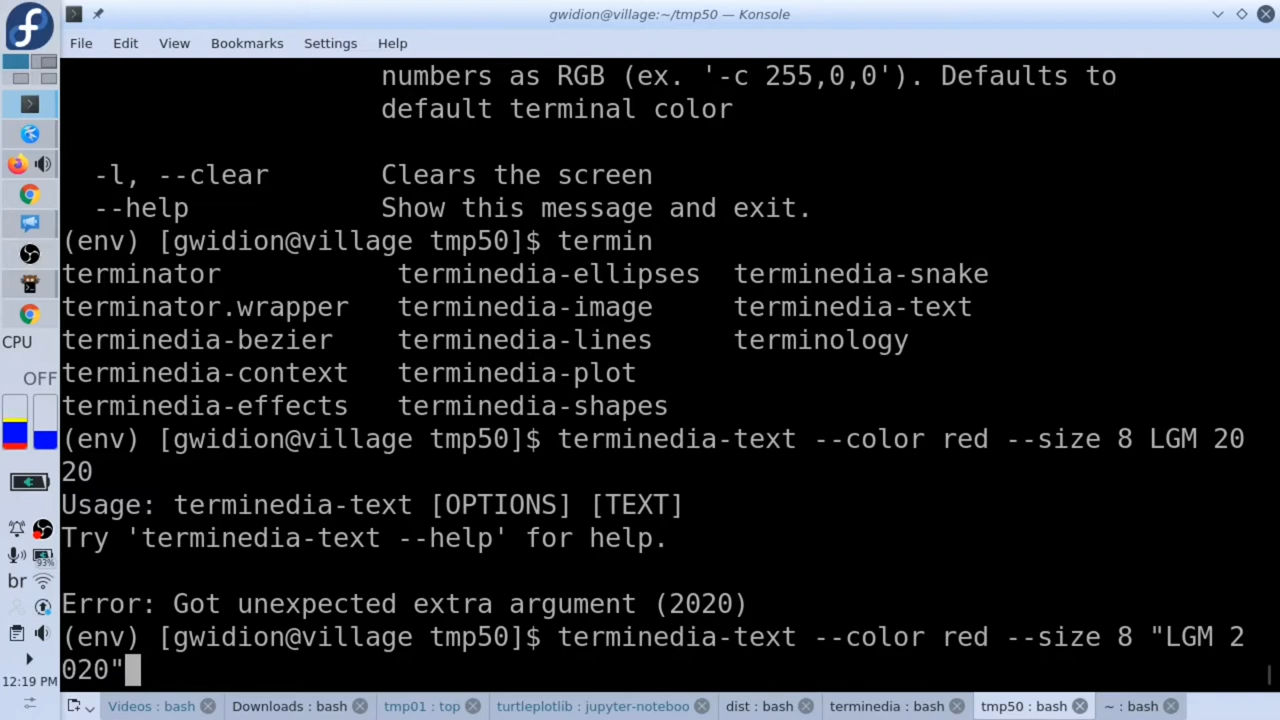 gwidion@village:~/tmp50 — Konsole
File Edit View Bookmarks Settings Help
numbers as RGB (ex. '-c 255,0,0'). Defaults to
default terminal color
-l, --clear Clears the screen
--help Show this message and exit.
(env) [gwidion@village tmp50]$ termin
terminator terminedia-ellipses terminedia-snake
terminator.wrapper terminedia-image terminedia-text
terminedia-bezier terminedia-lines terminology
terminedia-context terminedia-plot
terminedia-effects terminedia-shapes
(env) [gwidion@village tmp50]$ terminedia-text --color red --size 8 LGM 20
20
Usage: terminedia-text [OPTIONS] [TEXT]
Try 'terminedia-text --help' for help.
Error: Got unexpected extra argument (2020)
(env) [gwidion@village tmp50]$ terminedia-text --color red --size 8 "LGM 2
020"
CPU
OFF
93%
br
12:19 PM
Videos : bash Downloads : bash tmp01 : top turtleplotlib : jupyter-noteboo dist : bash terminedia : bash tmp50 : bash ~ : bash